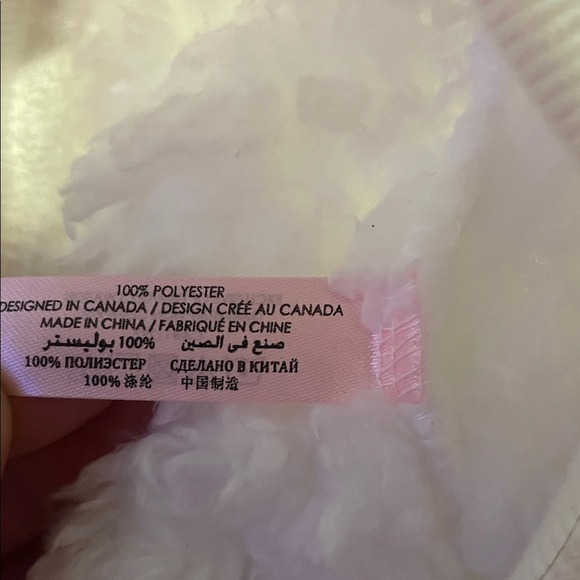 100% POLYESTER
DESIGNED IN CANADA / DESIGN CRÉÉ AU CANADA
MADE IN CHINA / FABRIQUÉ EN CHINE
100% بوليستر صنع في الصين
100% ПОЛИЭСТЕР СДЕЛАНО В КИТАЙ
100% 涤纶 中国制造